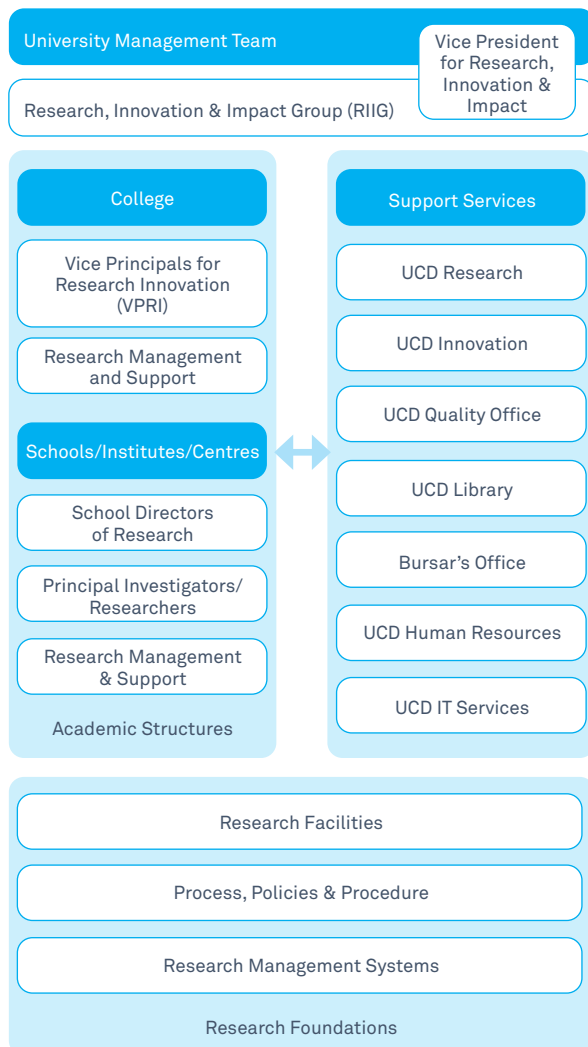 University Management Team
Vice President
for Research,
Innovation &
Impact
Research, Innovation & Impact Group (RIIG)
College
Vice Principals for
Research Innovation
(VPRI)
Research Management
and Support
Schools/Institutes/Centres
School Directors
of Research
Principal Investigators/
Researchers
Research Management
& Support
Academic Structures
Support Services
UCD Research
UCD Innovation
UCD Quality Office
UCD Library
Bursar's Office
UCD Human Resources
UCD IT Services
Research Facilities
Process, Policies & Procedure
Research Management Systems
Research Foundations